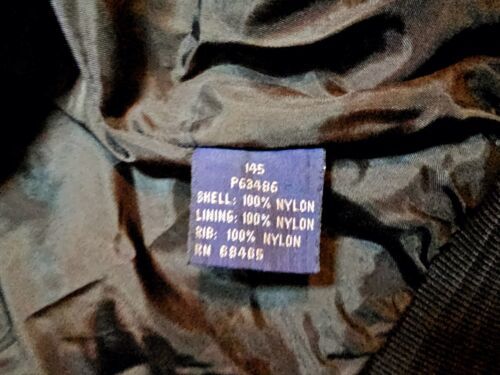 145
P63486
SHELL: 100% NYLON
LINING: 100% NYLON
RIB: 100% NYLON
RN 68465